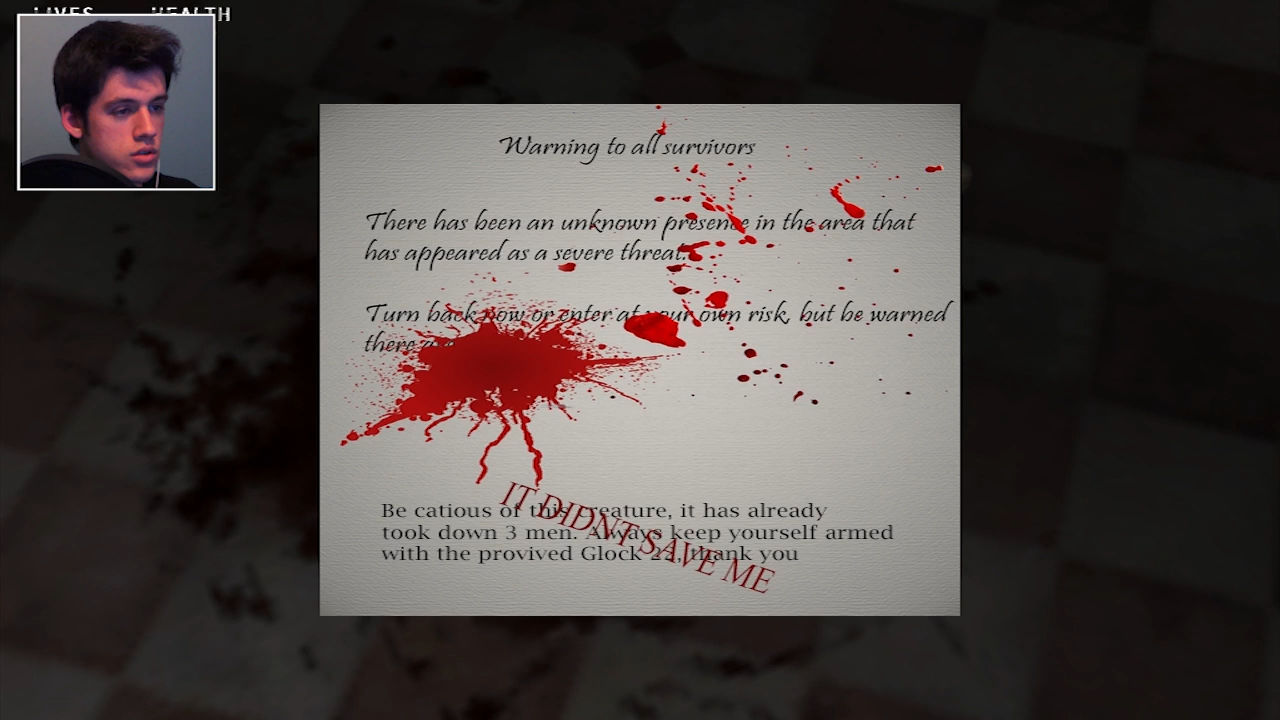 LIVES HEALTH
Warning to all survivors
There has been an unknown presence in the area that
has appeared as a severe threat.
Turn back now or enter at your own risk, but be warned
there
Be catious of this creature, it has already
took down 3 men. Always keep yourself armed
with the provived Glock 22, thank you
IT DIDNT SAVE ME